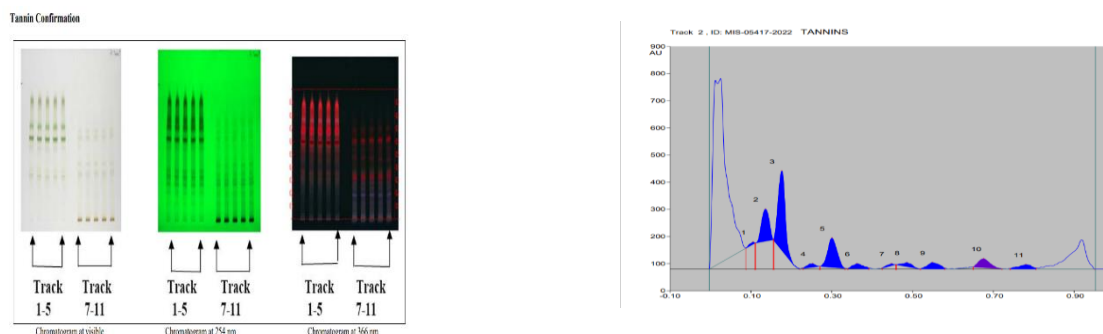 Tannin Confirmation
Track Track Track Track Track Track
1-5 7-11 1-5 7-11 1-5 7-11
Chromatogram at visible Chromatogram at 254 nm Chromatogram at 366 nm
Track 2 , ID: MIS-05417-2022 TANNINS
900
AU
800
700
600
500
400
300
200
100
0
1 2 3 4 5 6 7 8 9 10 11
-0.10 0.10 0.30 0.50 0.70 0.90